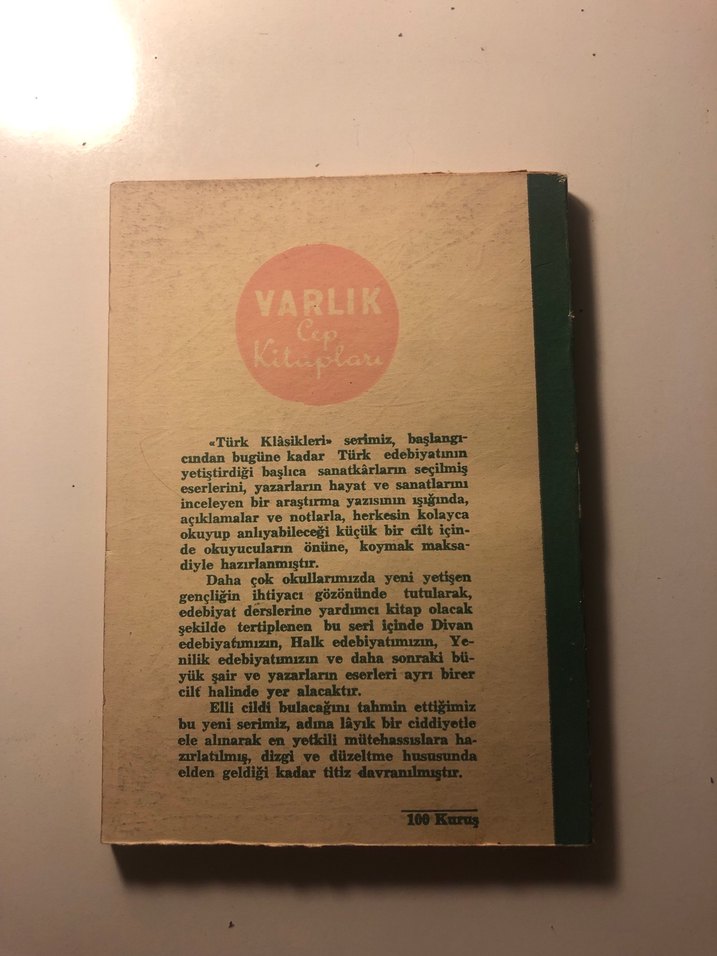 VARLIK
Cep
Kitapları
«Türk Klâsikleri» serimiz, başlangı-
cından bugüne kadar Türk edebiyatının
yetiştirdiği başlıca sanatkârların seçilmiş
eserlerini, yazarların hayat ve sanatlarını
inceleyen bir araştırma yazısının ışığında,
açıklamalar ve notlarla, herkesin kolayca
okuyup anlıyabileceği küçük bir cilt için-
de okuyucuların önüne, koymak maksa-
diyle hazırlanmıştır.
Daha çok okullarımızda yeni yetişen
gençliğin ihtiyacı gözönünde tutularak,
edebiyat derslerine yardımcı kitap olacak
şekilde tertiplenen bu seri içinde Divan
edebiyatımızın, Halk edebiyatımızın, Ye-
nilik edebiyatımızın ve daha sonraki bü-
yük şair ve yazarların eserleri ayrı birer
cilt halinde yer alacaktır.
Elli cildi bulacağını tahmin ettiğimiz
bu yeni serimiz, adına lâyık bir ciddiyetle
ele alınarak en yetkili mütehassıslara ha-
zırlatılmış, dizgi ve düzeltme hususunda
elden geldiği kadar titiz davranılmıştır.
100 Kuruş